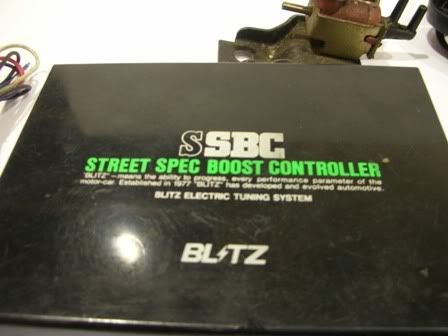 SSBC
STREET SPEC BOOST CONTROLLER
"BLITZ" — means the ability to progress, every performance parameter of the
motor-car. Established in 1977 "BLITZ" has developed and evolved automotive.
BLITZ ELECTRIC TUNING SYSTEM
BLITZ